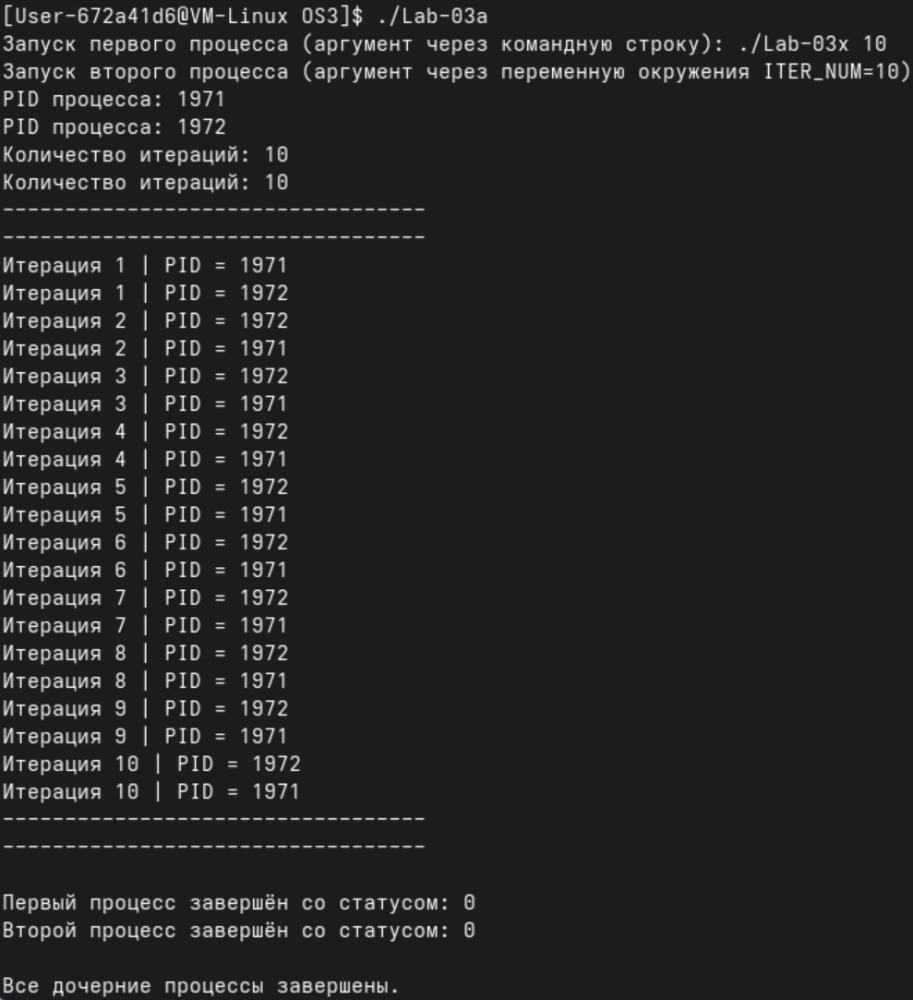 [User-672a41d6@VM-Linux OS3]$ ./Lab-03a
Запуск первого процесса (аргумент через командную строку): ./Lab-03x 10
Запуск второго процесса (аргумент через переменную окружения ITER_NUM=10)
PID процесса: 1971
PID процесса: 1972
Количество итераций: 10
Количество итераций: 10
----------------------------------
----------------------------------
Итерация 1 | PID = 1971
Итерация 1 | PID = 1972
Итерация 2 | PID = 1972
Итерация 2 | PID = 1971
Итерация 3 | PID = 1972
Итерация 3 | PID = 1971
Итерация 4 | PID = 1972
Итерация 4 | PID = 1971
Итерация 5 | PID = 1972
Итерация 5 | PID = 1971
Итерация 6 | PID = 1972
Итерация 6 | PID = 1971
Итерация 7 | PID = 1972
Итерация 7 | PID = 1971
Итерация 8 | PID = 1972
Итерация 8 | PID = 1971
Итерация 9 | PID = 1972
Итерация 9 | PID = 1971
Итерация 10 | PID = 1972
Итерация 10 | PID = 1971
----------------------------------
----------------------------------
Первый процесс завершён со статусом: 0
Второй процесс завершён со статусом: 0
Все дочерние процессы завершены.